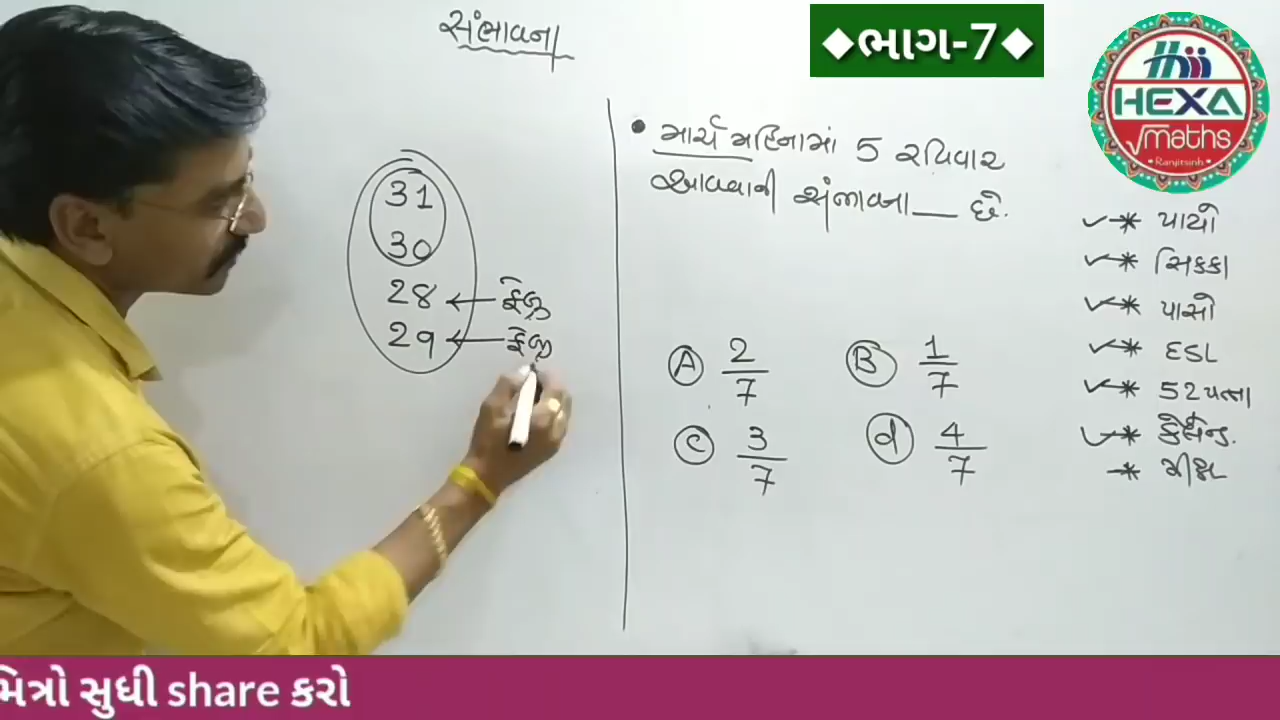 સંભાવના
◆ભાગ-7◆
HEXA
maths
Ranjitsinh
• માર્ચ મહિનામાં 5 રવિવાર
આવવાની સંભાવના ___ છે.
31
30
28 ← ફેબ્રુ
29 ← ફેબ્રુ
A 2/7 B 1/7
C 3/7 d 4/7
✓* પાયો
✓* સિક્કા
✓* પાસો
✓* દડા
✓* 52 પત્તા
✓* કેલેન્ડ.
* મીક્ષ
મિત્રો સુધી share કરો